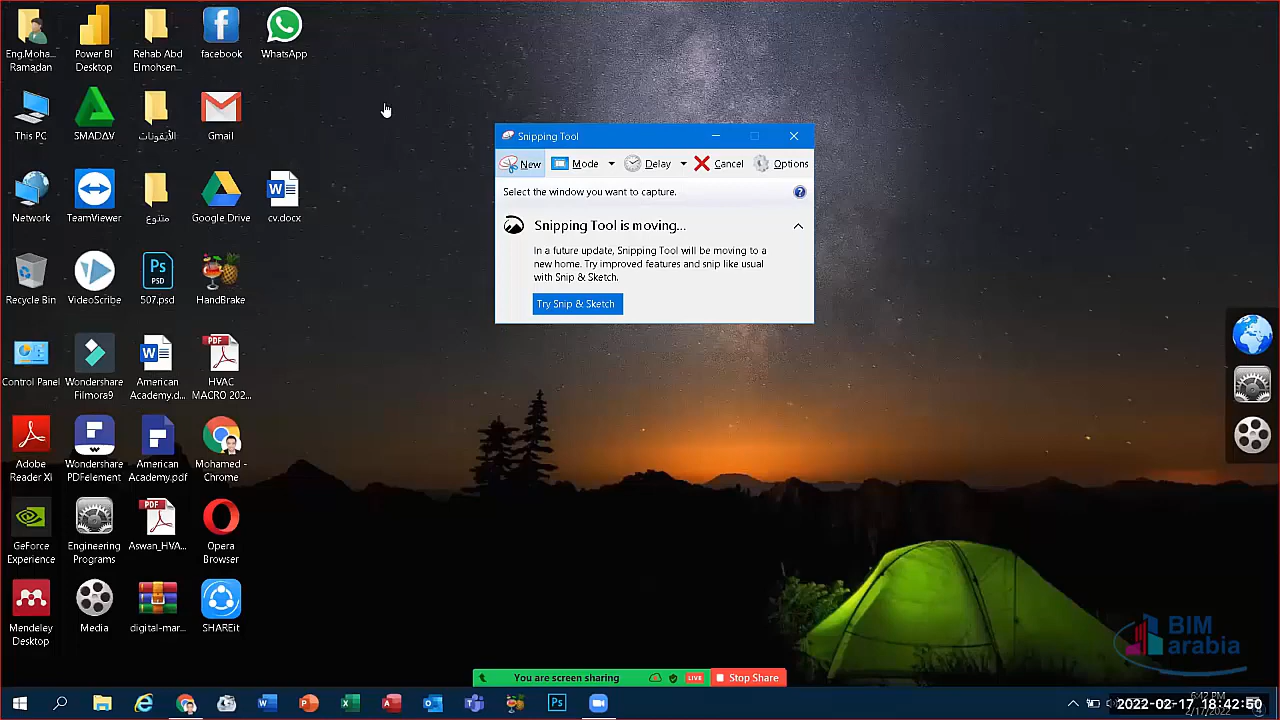 Eng.Moha...
Ramadan
Power BI
Desktop
Rehab Abd
Elmohsen...
facebook
WhatsApp
This PC
SMADAV
الأيقونات
Gmail
Network
TeamViewer
متنوع
Google Drive
cv.docx
Recycle Bin
VideoScribe
507.psd
HandBrake
Control Panel
Wondershare
Filmora9
American
Academy.d...
HVAC
MACRO 202...
Adobe
Reader XI
Wondershare
PDFelement
American
Academy.pdf
Mohamed -
Chrome
GeForce
Experience
Engineering
Programs
Aswan_HVA...
Opera
Browser
Mendeley
Desktop
Media
digital-mar...
SHAREit
Snipping Tool
New Mode Delay Cancel Options
Select the window you want to capture.
Snipping Tool is moving...
In a future update, Snipping Tool will be moving to a
new home. Try improved features and snip like usual
with Snip & Sketch.
Try Snip & Sketch
BIM
arabia
You are screen sharing LIVE Stop Share
6:42 PM
2022-02-17 18:42:50